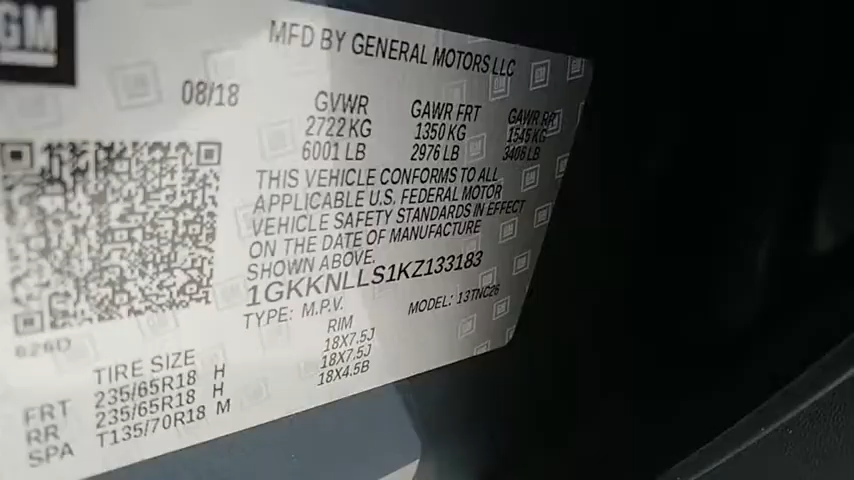 GM
MFD BY GENERAL MOTORS LLC
08/18
GVWR GAWR FRT GAWR RR
2722 KG 1350 KG 1545 KG
6001 LB 2976 LB 3406 LB
THIS VEHICLE CONFORMS TO ALL
APPLICABLE U.S. FEDERAL MOTOR
VEHICLE SAFETY STANDARDS IN EFFECT
ON THE DATE OF MANUFACTURE
SHOWN ABOVE.
1GKKNLLS1KZ133183
TYPE: M.P.V. MODEL: 13TNC26
626D
TIRE SIZE RIM
FRT 235/65R18 H 18X7.5J
RR 235/65R18 H 18X7.5J
SPA T135/70R18 M 18X4.5B